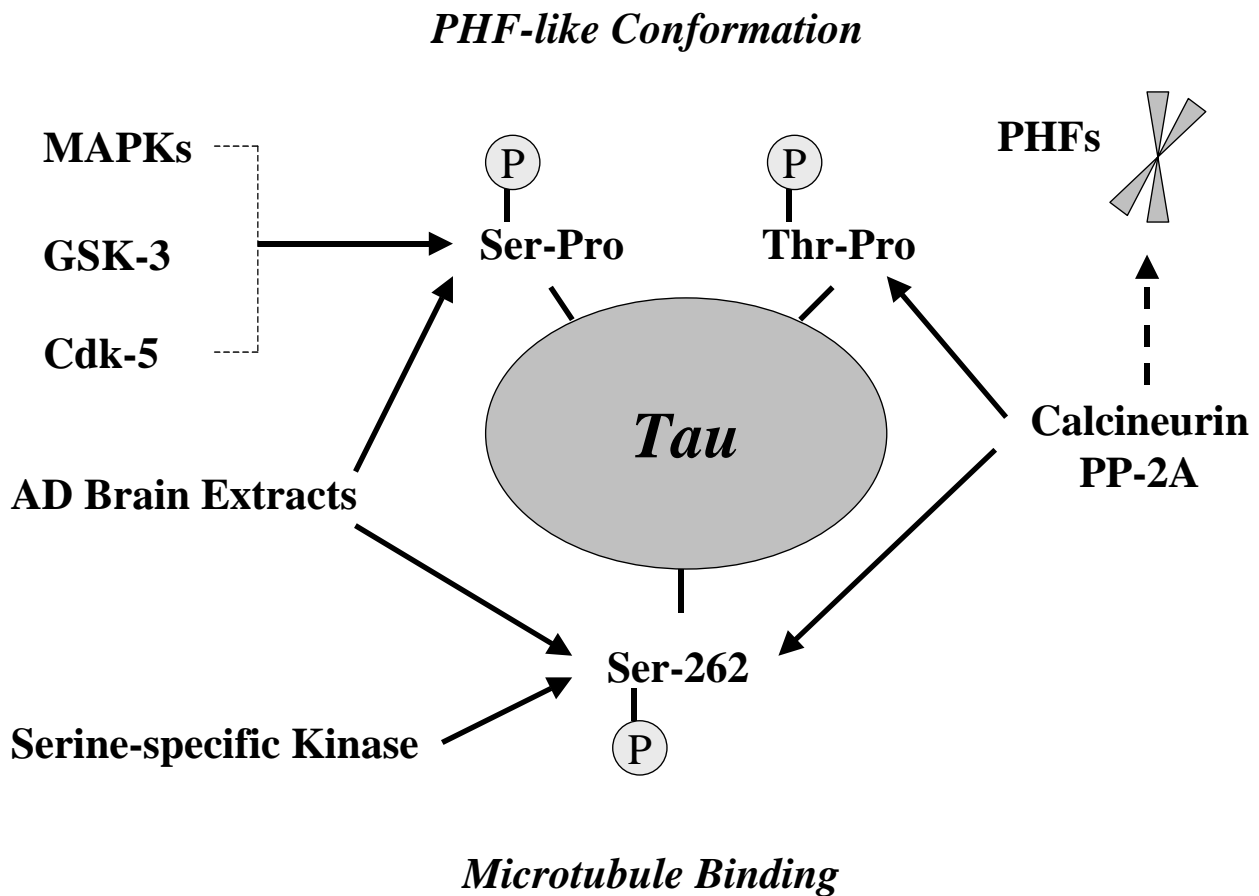 PHF-like Conformation
MAPKs
P
P
PHFs
GSK-3
Ser-Pro
Thr-Pro
Cdk-5
Tau
Calcineurin
PP-2A
AD Brain Extracts
Ser-262
Serine-specific Kinase
P
Microtubule Binding